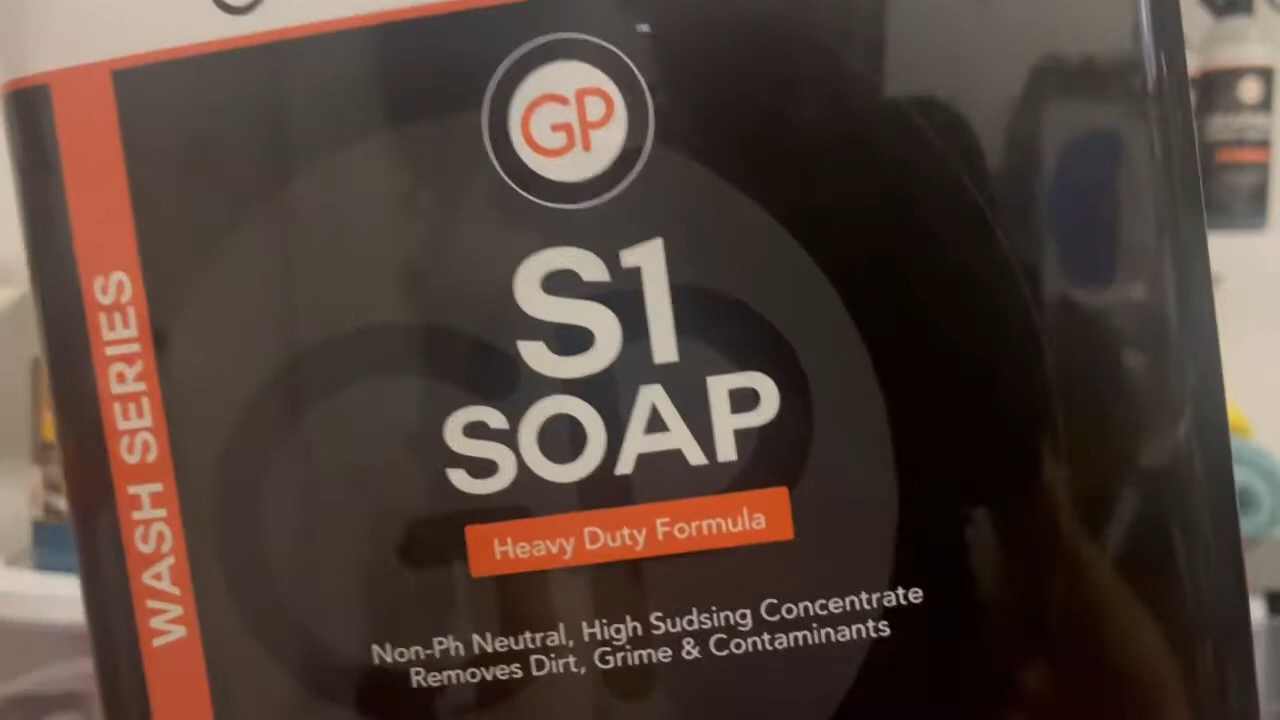 GP
S1
SOAP
Heavy Duty Formula
Non-Ph Neutral, High Sudsing Concentrate
Removes Dirt, Grime & Contaminants
WASH SERIES